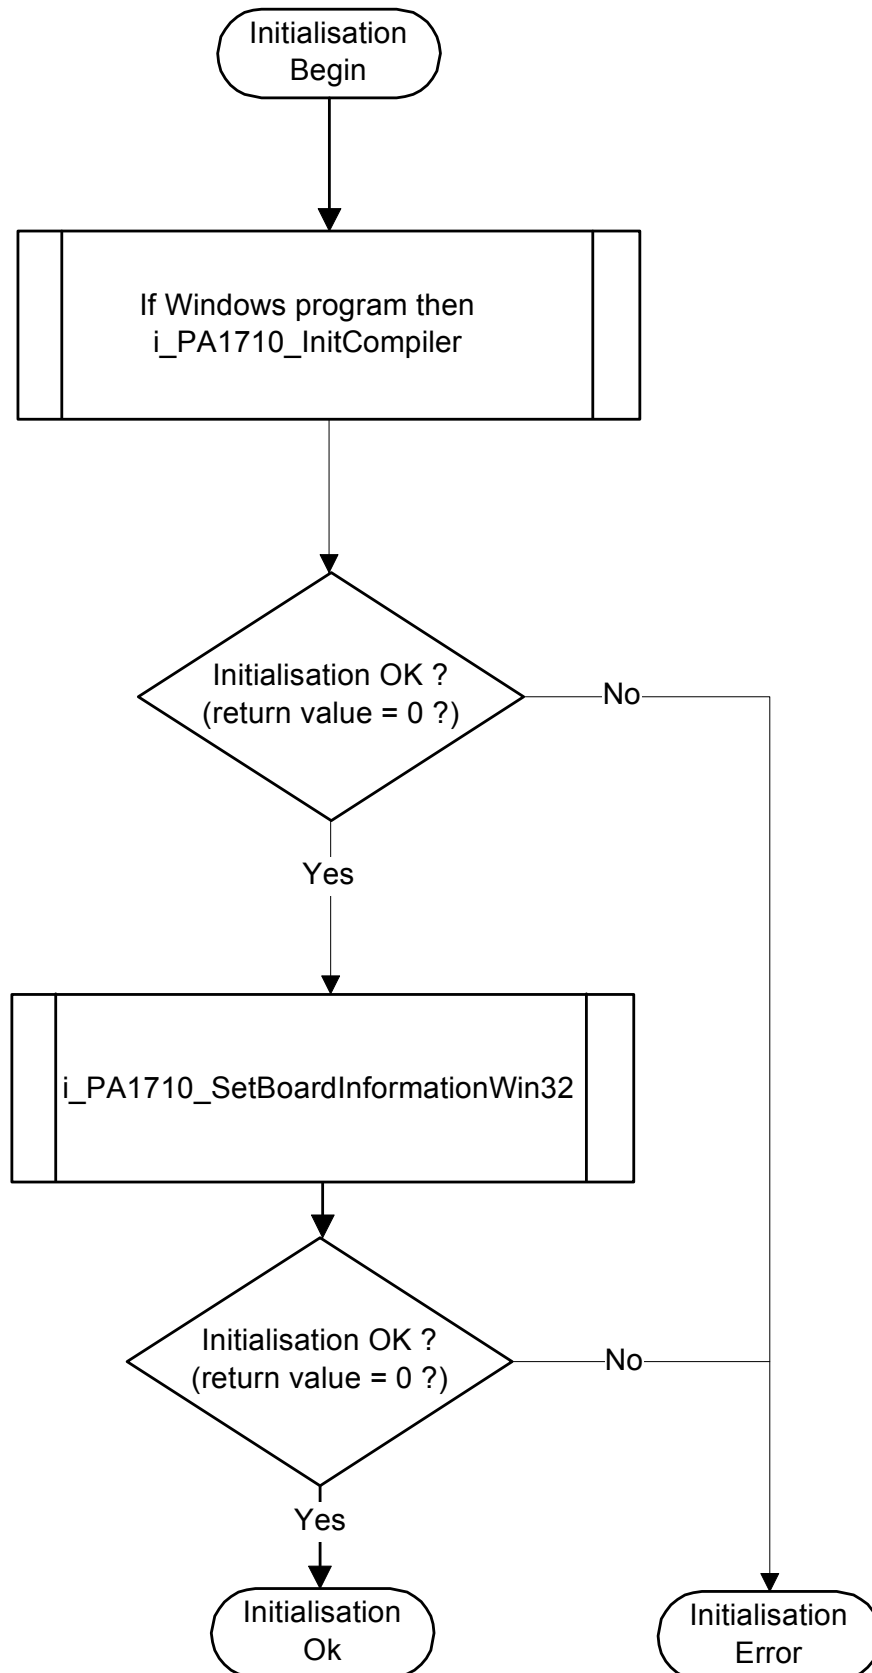 Initialisation
Begin
If Windows program then
i_PA1710_InitCompiler
Initialisation OK ?
(return value = 0 ?)
No
Yes
i_PA1710_SetBoardInformationWin32
Initialisation OK ?
(return value = 0 ?)
No
Yes
Initialisation
Ok
Initialisation
Error